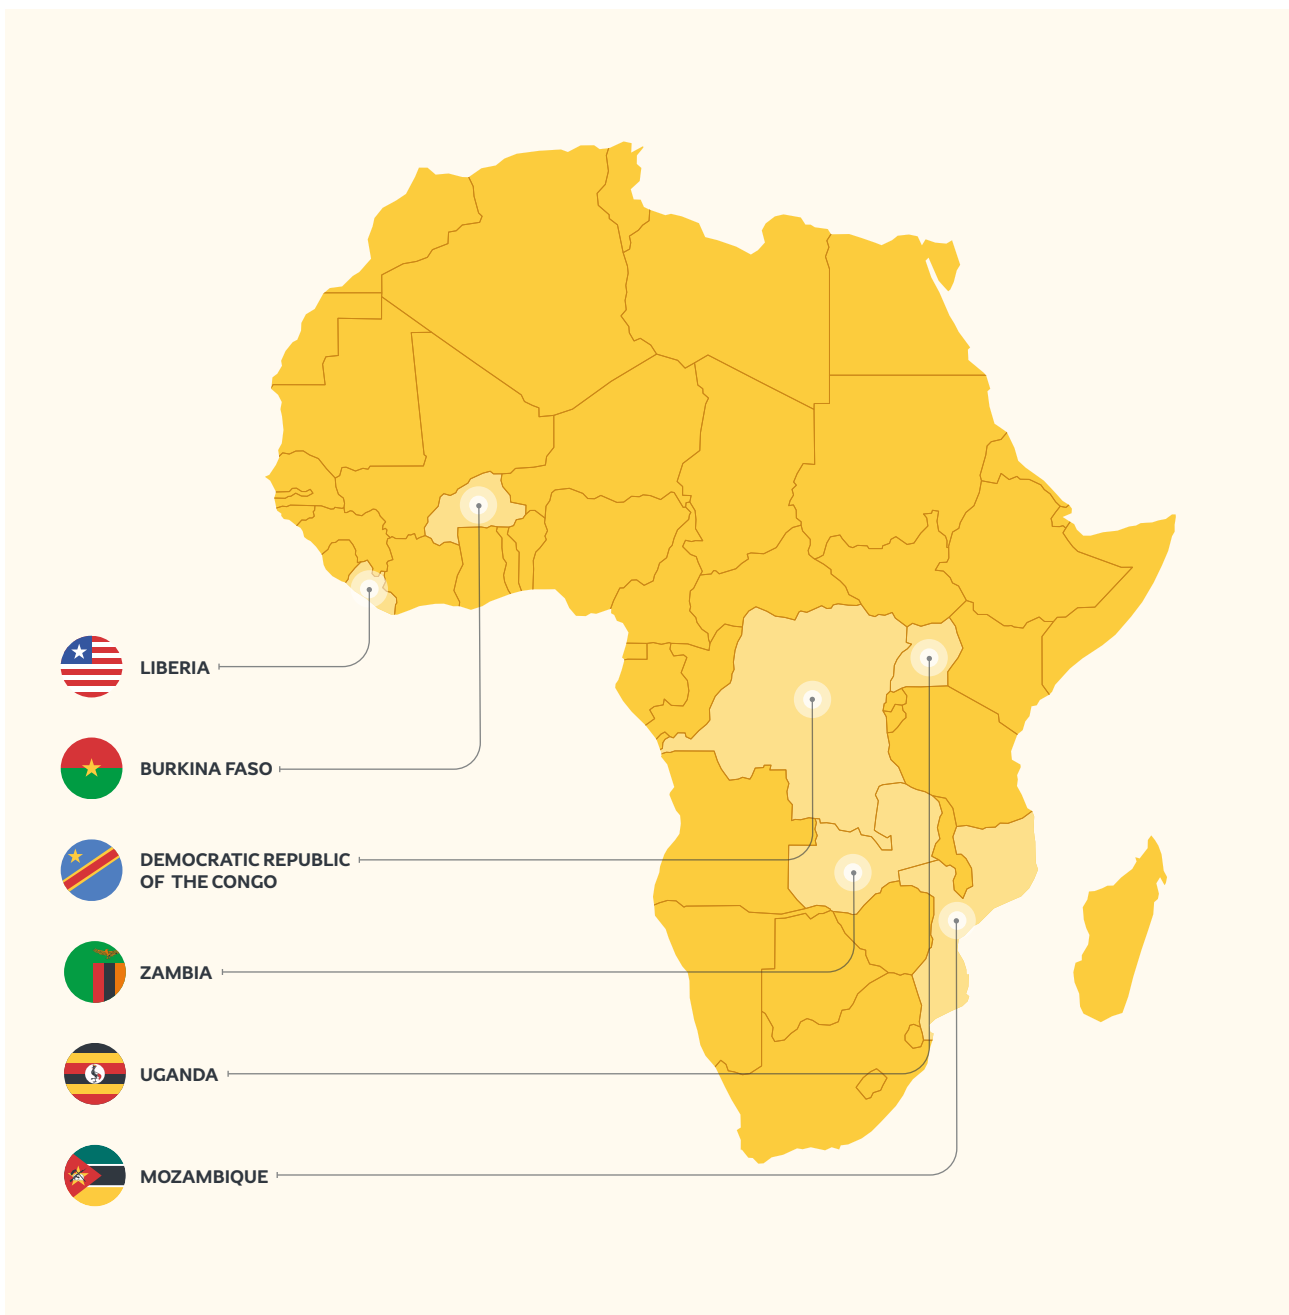 LIBERIA
BURKINA FASO
DEMOCRATIC REPUBLIC
OF THE CONGO
ZAMBIA
UGANDA
MOZAMBIQUE